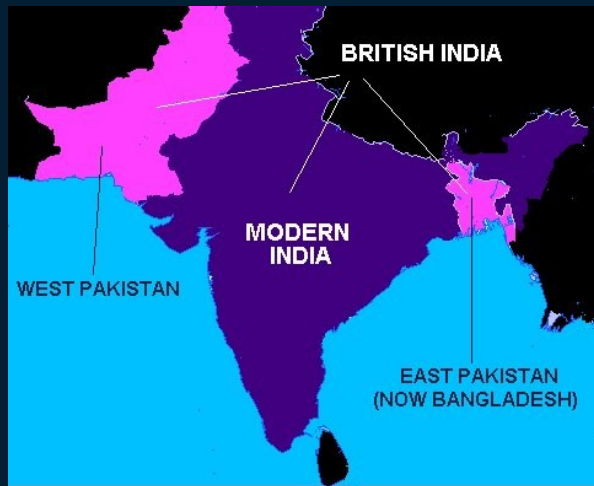 BRITISH INDIA
MODERN
INDIA
WEST PAKISTAN
EAST PAKISTAN
(NOW BANGLADESH)